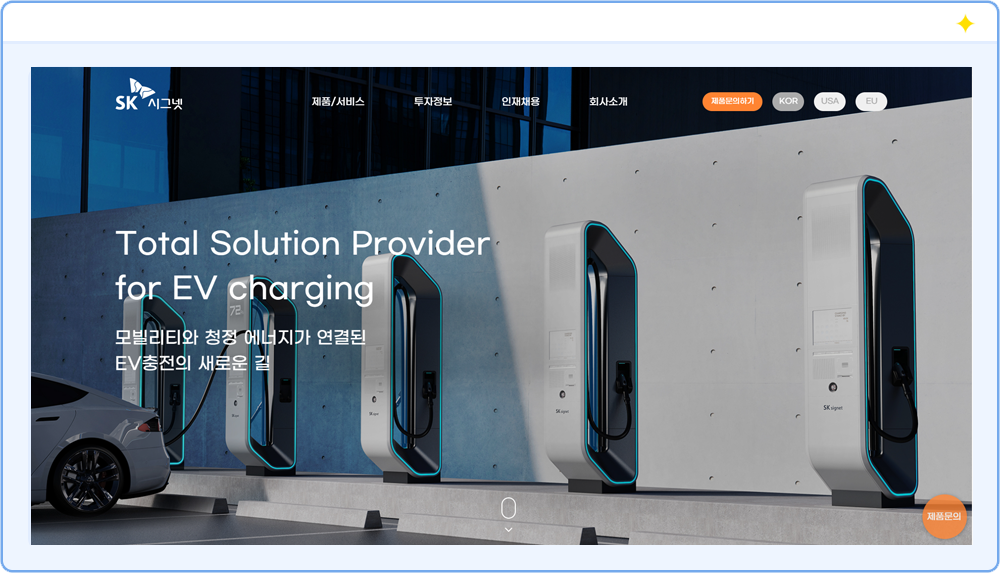 SK 시그넷
제품/서비스 투자정보 인재채용 회사소개 제품문의하기 KOR USA EU
Total Solution Provider
for EV charging
모빌리티와 청정 에너지가 연결된
EV충전의 새로운 길
72
SK signet
SK signet
제품문의